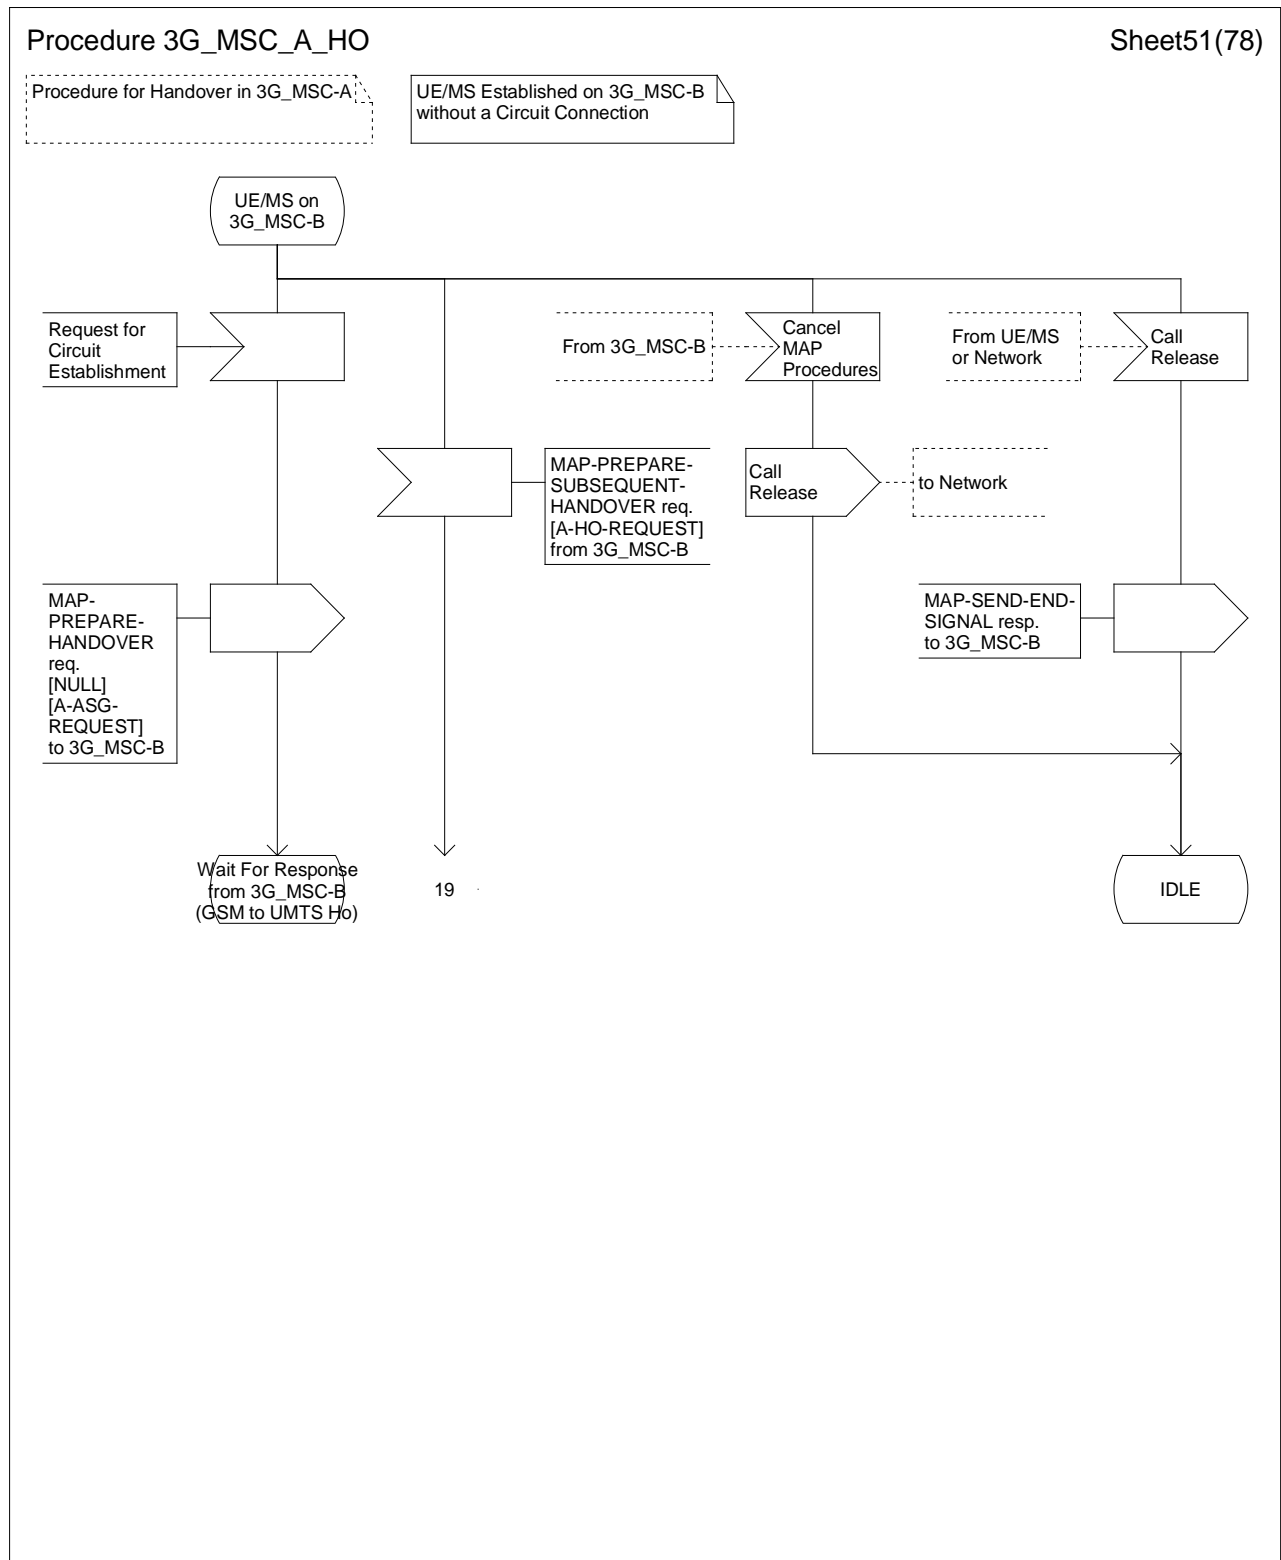 Procedure 3G_MSC_A_HO
Sheet51(78)
Procedure for Handover in 3G_MSC-A
UE/MS Established on 3G_MSC-B
without a Circuit Connection
UE/MS on
3G_MSC-B
Request for
Circuit
Establishment
From 3G_MSC-B
Cancel
MAP
Procedures
From UE/MS
or Network
Call
Release
MAP-PREPARE-
SUBSEQUENT-
HANDOVER req.
[A-HO-REQUEST]
from 3G_MSC-B
Call
Release
to Network
MAP-
PREPARE-
HANDOVER
req.
[NULL]
[A-ASG-
REQUEST]
to 3G_MSC-B
MAP-SEND-END-
SIGNAL resp.
to 3G_MSC-B
Wait For Response
from 3G_MSC-B
(GSM to UMTS Ho)
19
IDLE